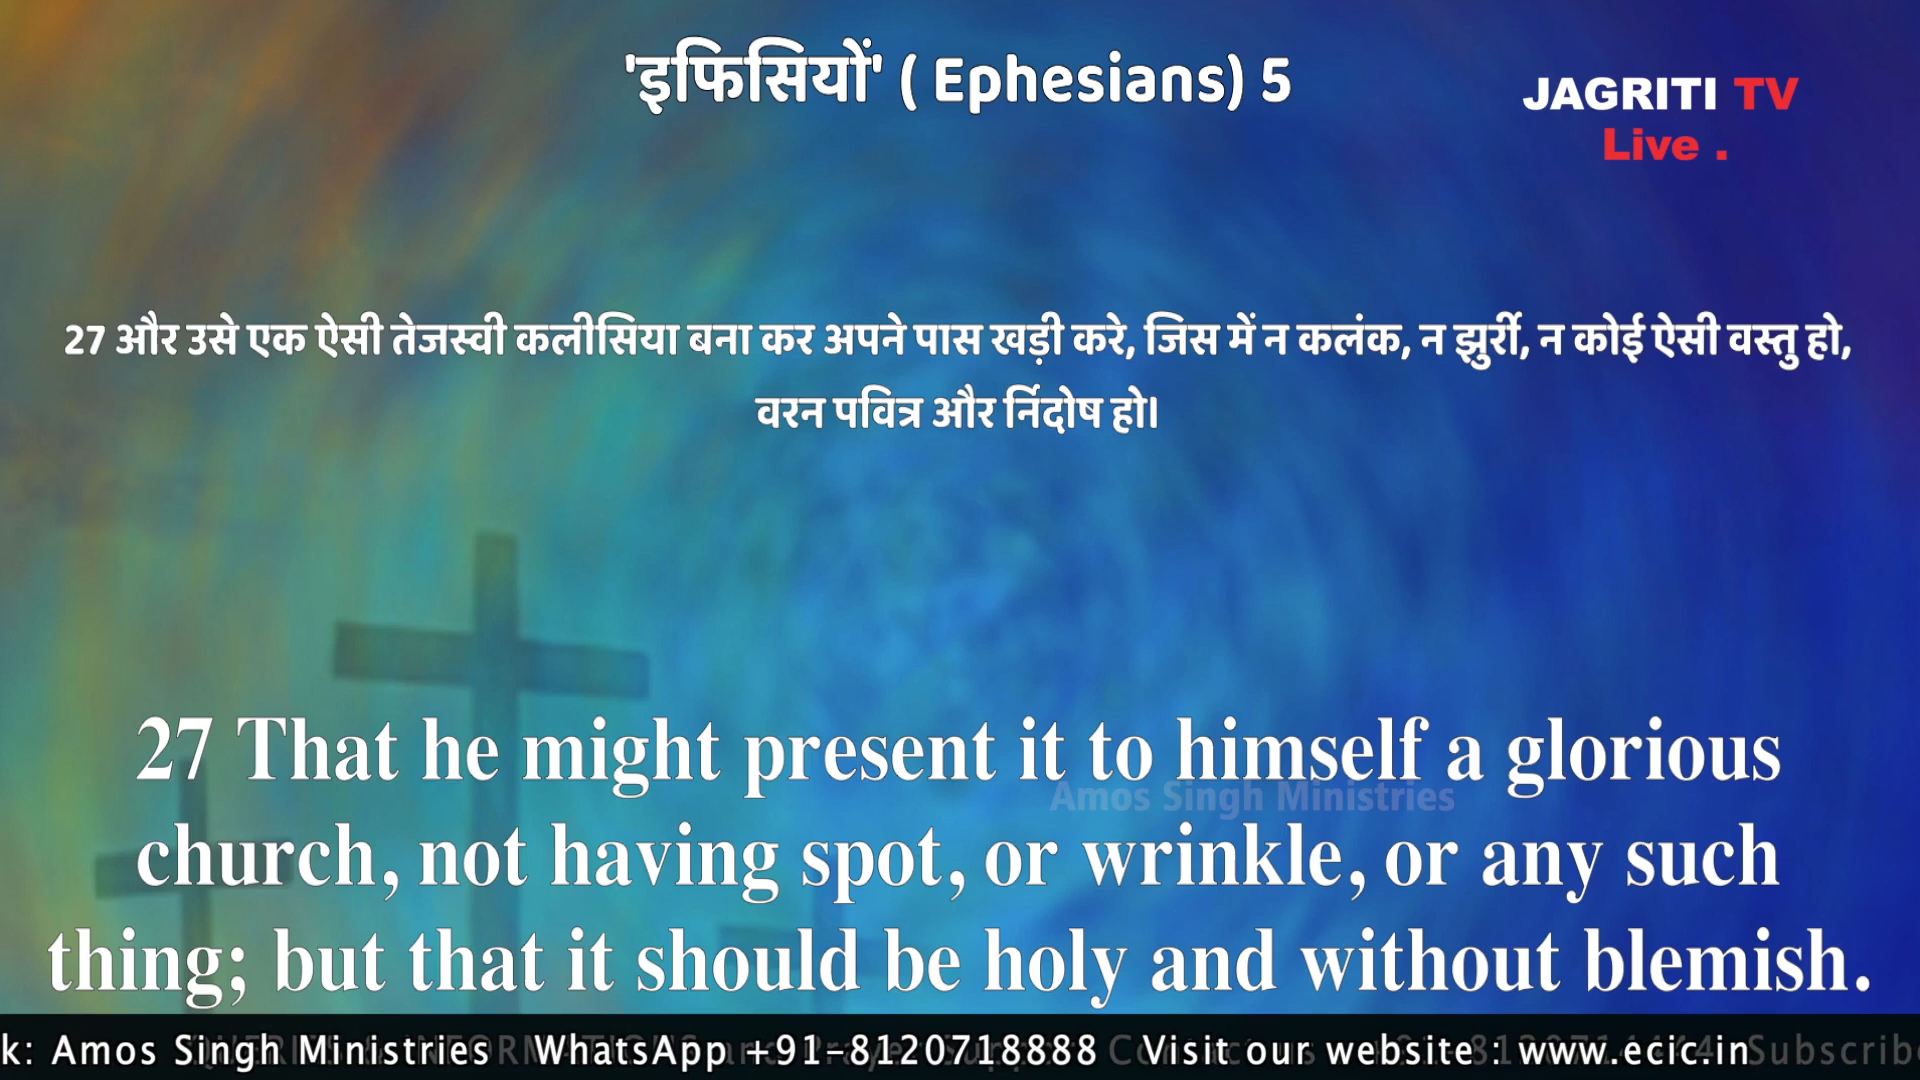 'इफिसियों' ( Ephesians) 5
JAGRITI TV
Live .
27 और उसे एक ऐसी तेजस्वी कलीसिया बना कर अपने पास खड़ी करे, जिस में न कलंक, न झुर्री, न कोई ऐसी वस्तु हो,
वरन पवित्र और निर्दोष हो।
27 That he might present it to himself a glorious
Amos Singh Ministries
church, not having spot, or wrinkle, or any such
thing; but that it should be holy and without blemish.
k: Amos Singh Ministries WhatsApp +91-8120718888 Visit our website : www.ecic.in